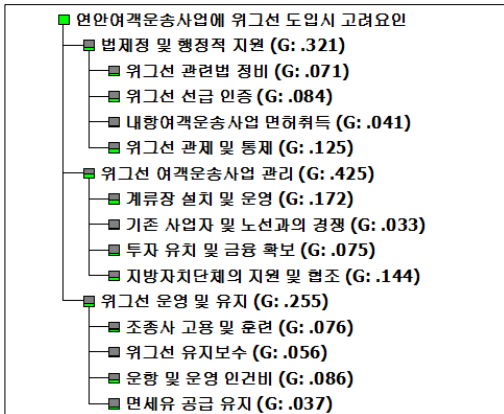 연안여객운송사업에 위그선 도입시 고려요인
법제정 및 행정적 지원 (G: .321)
위그선 관련법 정비 (G: .071)
위그선 선급 인증 (G: .084)
내항여객운송사업 면허취득 (G: .041)
위그선 관제 및 통제 (G: .125)
위그선 여객운송사업 관리 (G: .425)
계류장 설치 및 운영 (G: .172)
기존 사업자 및 노선과의 경쟁 (G: .033)
투자 유치 및 금융 확보 (G: .075)
지방자치단체의 지원 및 협조 (G: .144)
위그선 운영 및 유지 (G: .255)
조종사 고용 및 훈련 (G: .076)
위그선 유지보수 (G: .056)
운항 및 운영 인건비 (G: .086)
면세유 공급 유지 (G: .037)